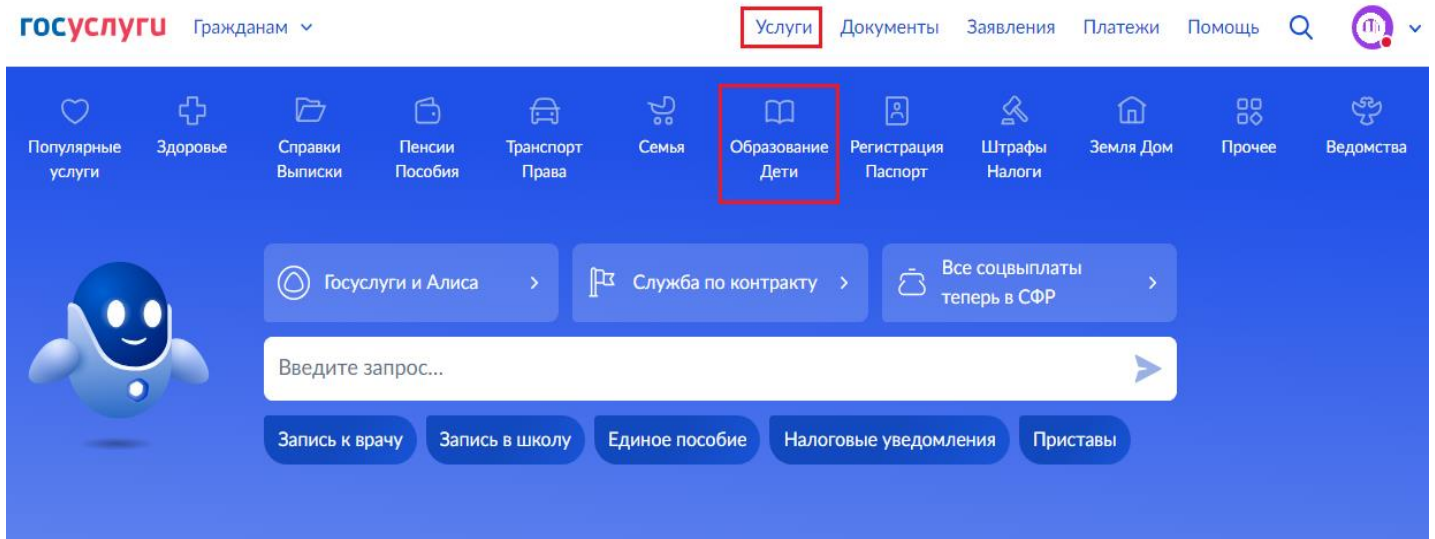 госуслуги Гражданам Услуги Документы Заявления Платежи Помощь
Популярные услуги
Здоровье
Справки Выписки
Пенсии Пособия
Транспорт Права
Семья
Образование Дети
Регистрация Паспорт
Штрафы Налоги
Земля Дом
Прочее
Ведомства
Госуслуги и Алиса
Служба по контракту
Все соцвыплаты
теперь в СФР
Введите запрос...
Запись к врачу Запись в школу Единое пособие Налоговые уведомления Приставы